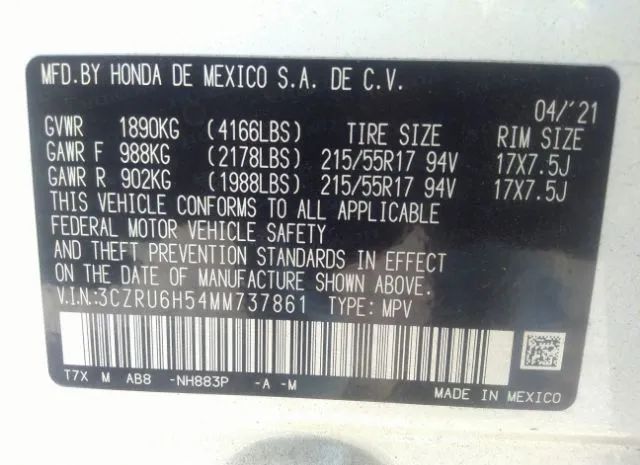 MFD.BY HONDA DE MEXICO S.A. DE C.V.
04/'21
GVWR 1890KG (4166LBS) TIRE SIZE RIM SIZE
GAWR F 988KG (2178LBS) 215/55R17 94V 17X7.5J
GAWR R 902KG (1988LBS) 215/55R17 94V 17X7.5J
THIS VEHICLE CONFORMS TO ALL APPLICABLE
FEDERAL MOTOR VEHICLE SAFETY
AND THEFT PREVENTION STANDARDS IN EFFECT
ON THE DATE OF MANUFACTURE SHOWN ABOVE.
V.I.N.:3CZRU6H54MM737861 TYPE: MPV
T7X M AB8 -NH883P -A -M
MADE IN MEXICO